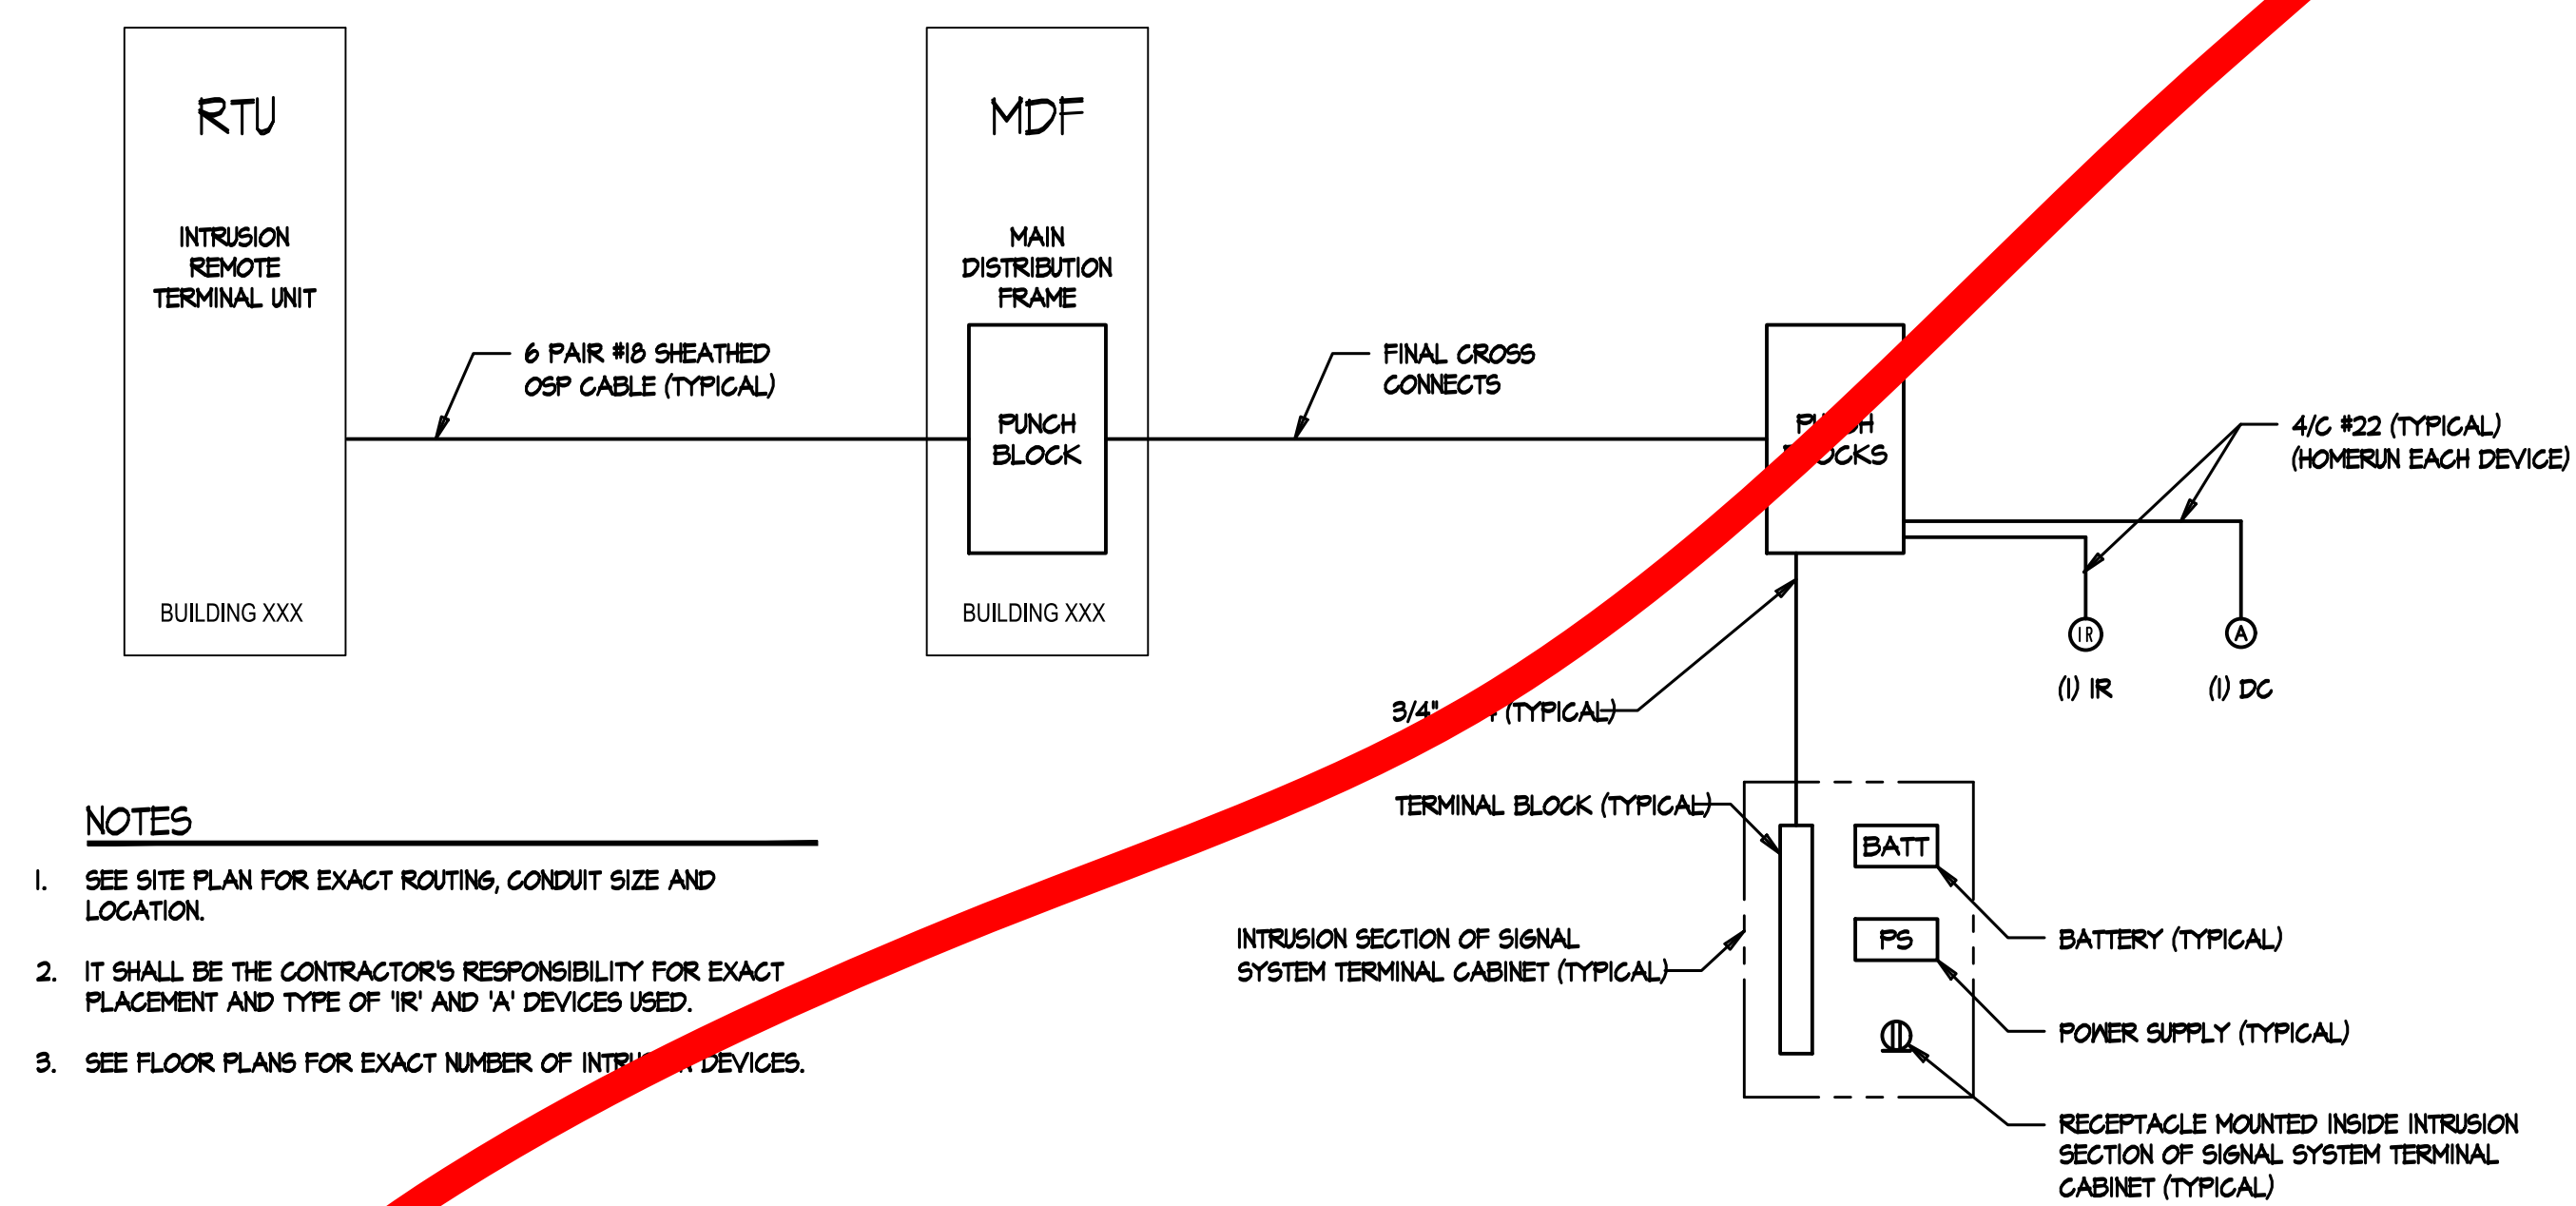 RTU
INTRUSION
REMOTE
TERMINAL UNIT
BUILDING XXX
6 PAIR #18 SHEATHED
OSP CABLE (TYPICAL)
MDF
MAIN
DISTRIBUTION
FRAME
PUNCH
BLOCK
BUILDING XXX
FINAL CROSS
CONNECTS
4/C #22 (TYPICAL)
(HOMERUN EACH DEVICE)
IR
A
(1) IR
(1) DC
3/4" (TYPICAL)
TERMINAL BLOCK (TYPICAL)
BATT
PS
INTRUSION SECTION OF SIGNAL
SYSTEM TERMINAL CABINET (TYPICAL)
BATTERY (TYPICAL)
POWER SUPPLY (TYPICAL)
RECEPTACLE MOUNTED INSIDE INTRUSION
SECTION OF SIGNAL SYSTEM TERMINAL
CABINET (TYPICAL)
NOTES
1. SEE SITE PLAN FOR EXACT ROUTING, CONDUIT SIZE AND
LOCATION.
2. IT SHALL BE THE CONTRACTOR'S RESPONSIBILITY FOR EXACT
PLACEMENT AND TYPE OF 'IR' AND 'A' DEVICES USED.
3. SEE FLOOR PLANS FOR EXACT NUMBER OF DEVICES.